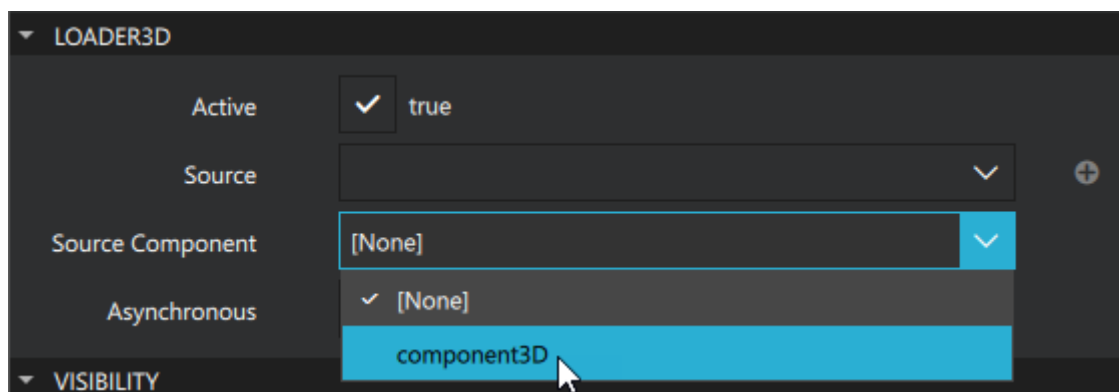 LOADER3D
Active true
Source
Source Component [None]
[None]
Asynchronous
component3D
VISIBILITY